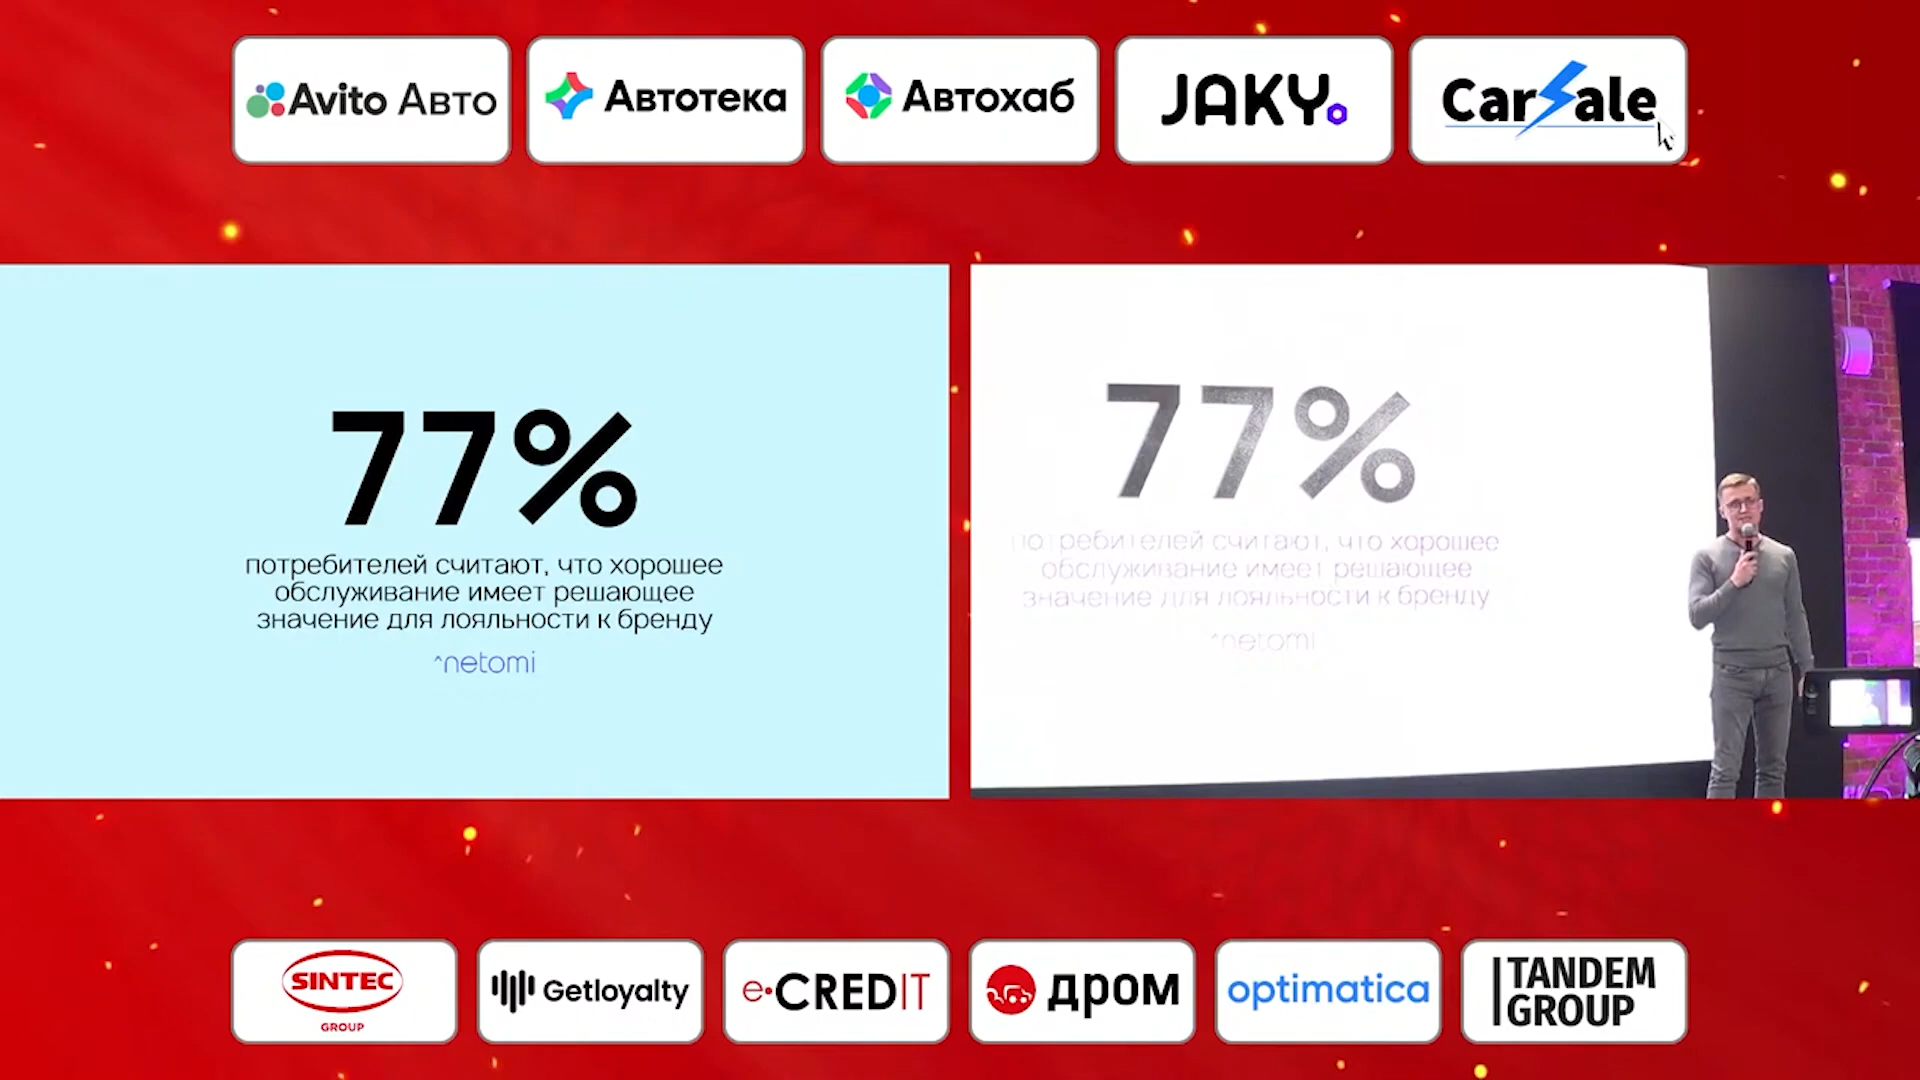 Avito Авто
Автотека
Автохаб
JAKY
CarSale
77%
потребителей считают, что хорошее
обслуживание имеет решающее
значение для лояльности к бренду
netomi
77%
потребителей считают, что хорошее
обслуживание имеет решающее
значение для лояльности к бренду
netomi
SINTEC
GROUP
Getloyalty
e·CREDIT
дром
optimatica
TANDEM
GROUP